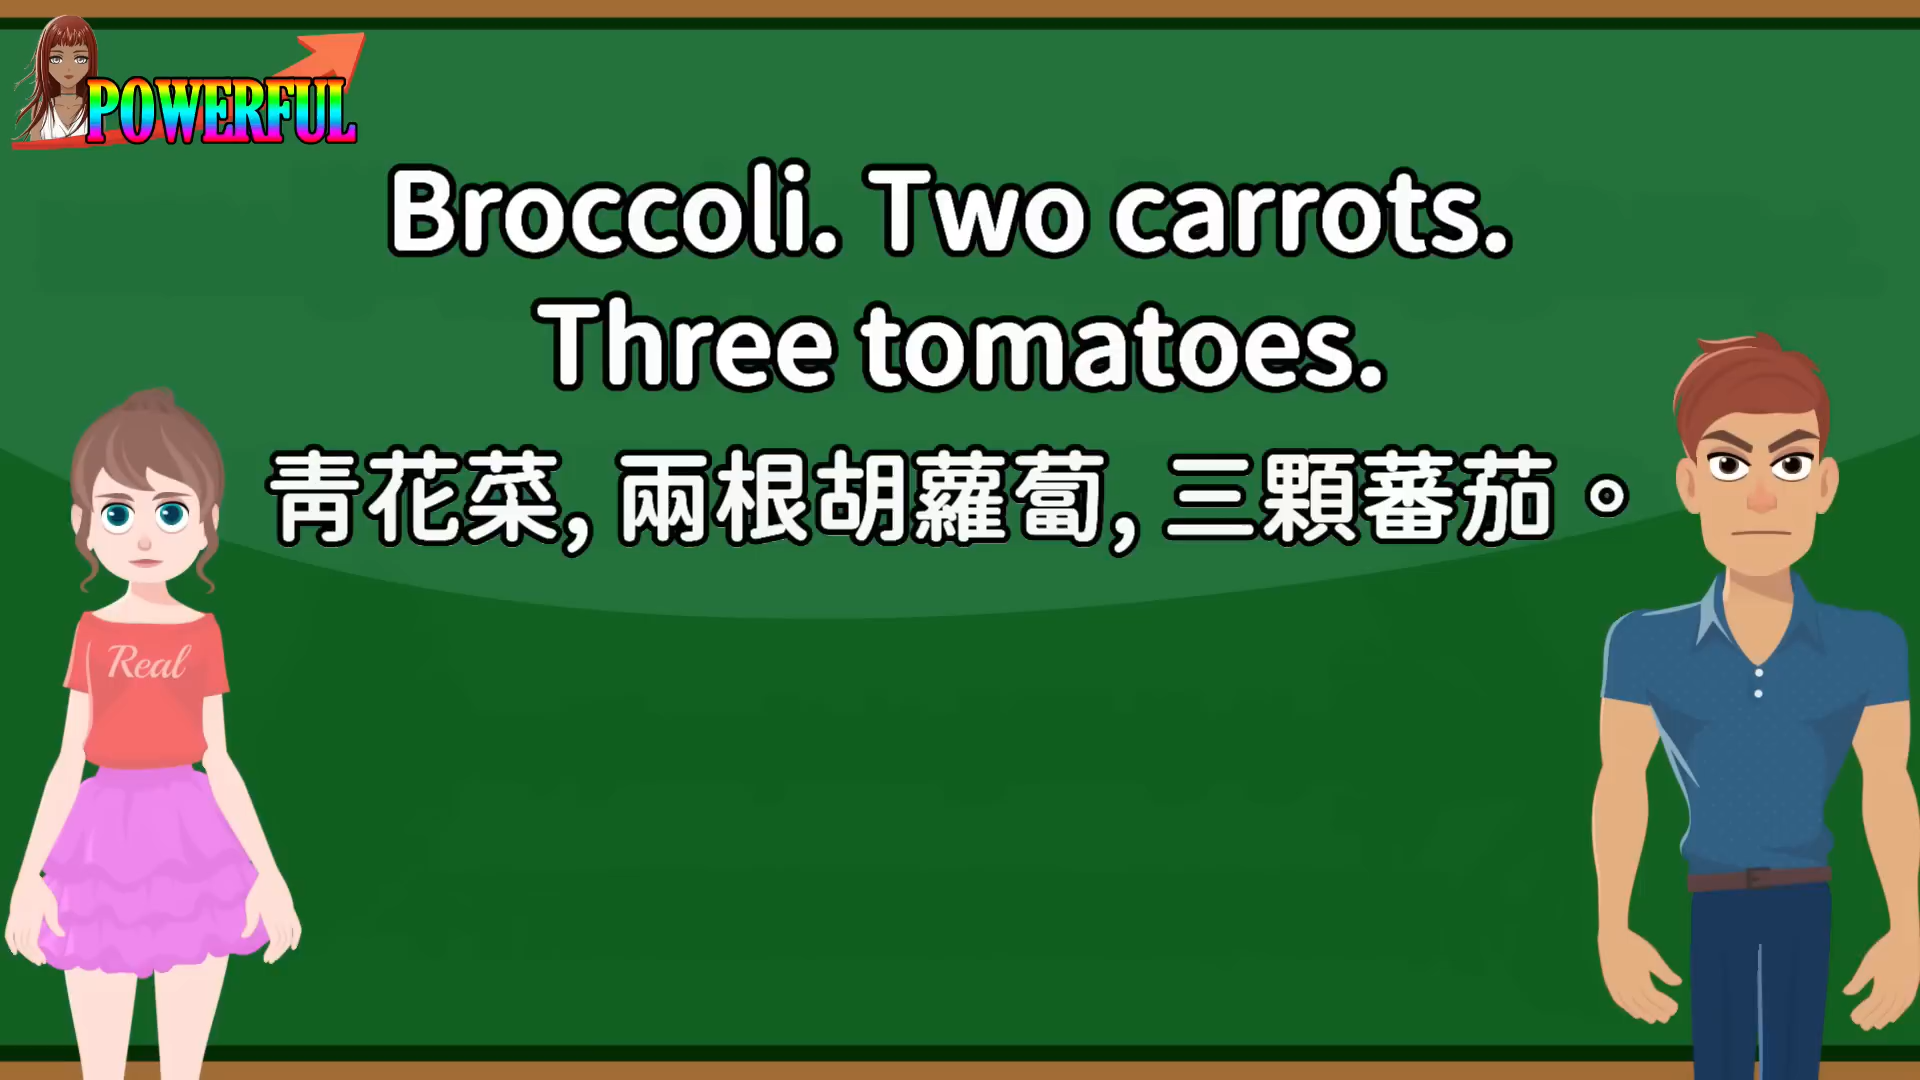 POWERFUL
Broccoli. Two carrots.
Three tomatoes.
青花菜, 兩根胡蘿蔔, 三顆蕃茄。
Real